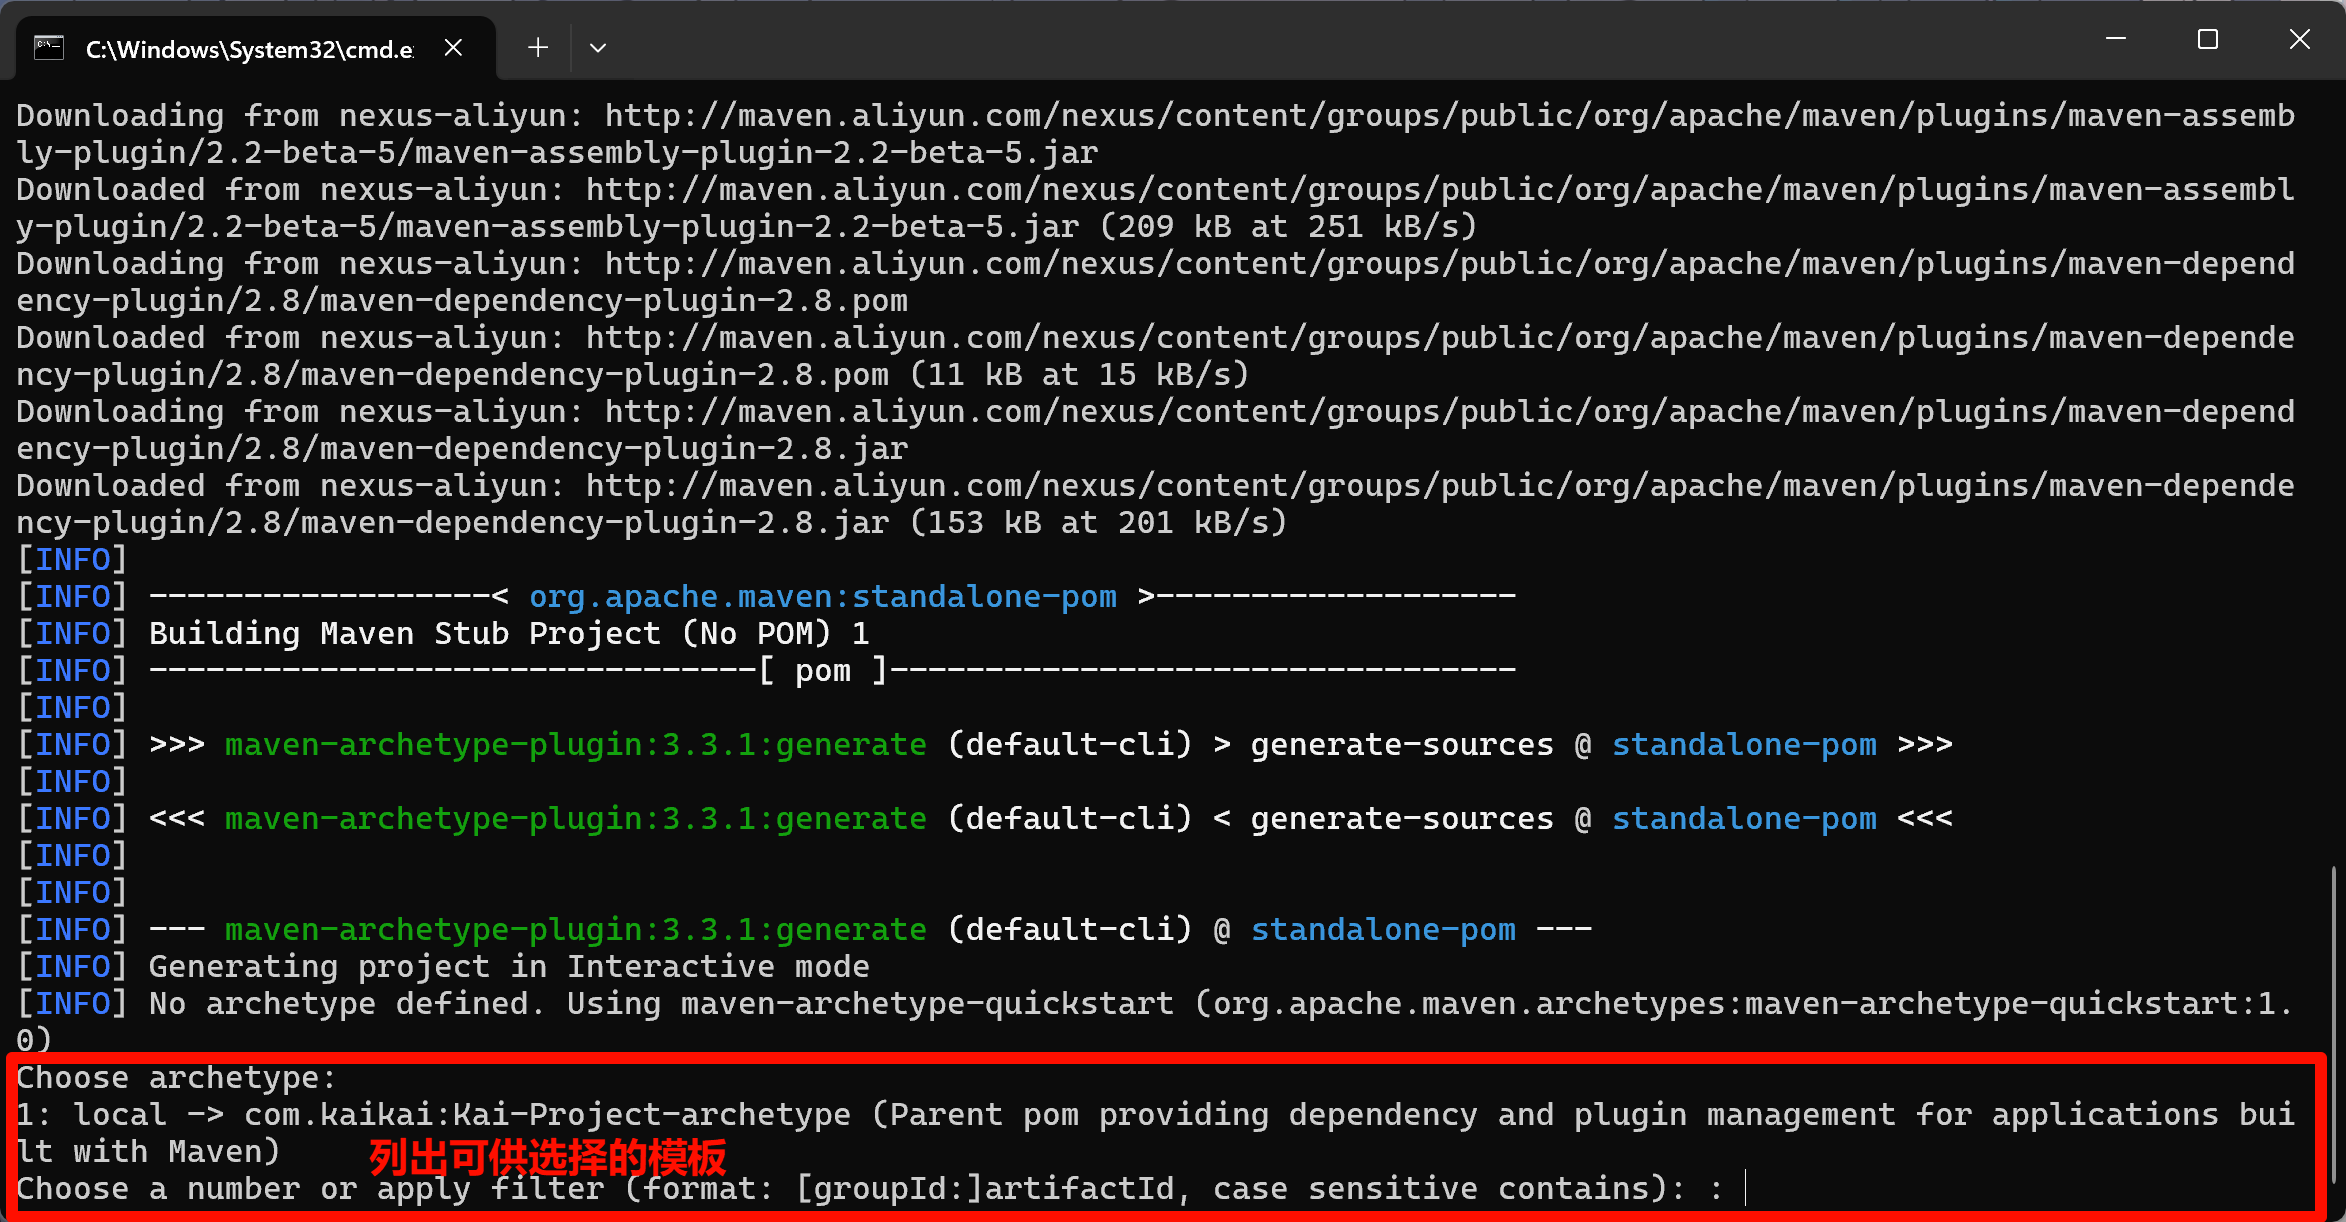 C:\Windows\System32\cmd.e
Downloading from nexus-aliyun: http://maven.aliyun.com/nexus/content/groups/public/org/apache/maven/plugins/maven-assemb
ly-plugin/2.2-beta-5/maven-assembly-plugin-2.2-beta-5.jar
Downloaded from nexus-aliyun: http://maven.aliyun.com/nexus/content/groups/public/org/apache/maven/plugins/maven-assembl
y-plugin/2.2-beta-5/maven-assembly-plugin-2.2-beta-5.jar (209 kB at 251 kB/s)
Downloading from nexus-aliyun: http://maven.aliyun.com/nexus/content/groups/public/org/apache/maven/plugins/maven-depend
ency-plugin/2.8/maven-dependency-plugin-2.8.pom
Downloaded from nexus-aliyun: http://maven.aliyun.com/nexus/content/groups/public/org/apache/maven/plugins/maven-depende
ncy-plugin/2.8/maven-dependency-plugin-2.8.pom (11 kB at 15 kB/s)
Downloading from nexus-aliyun: http://maven.aliyun.com/nexus/content/groups/public/org/apache/maven/plugins/maven-depend
ency-plugin/2.8/maven-dependency-plugin-2.8.jar
Downloaded from nexus-aliyun: http://maven.aliyun.com/nexus/content/groups/public/org/apache/maven/plugins/maven-depende
ncy-plugin/2.8/maven-dependency-plugin-2.8.jar (153 kB at 201 kB/s)
[INFO]
[INFO] ------------------< org.apache.maven:standalone-pom >-------------------
[INFO] Building Maven Stub Project (No POM) 1
[INFO] --------------------------------[ pom ]---------------------------------
[INFO]
[INFO] >>> maven-archetype-plugin:3.3.1:generate (default-cli) > generate-sources @ standalone-pom >>>
[INFO]
[INFO] <<< maven-archetype-plugin:3.3.1:generate (default-cli) < generate-sources @ standalone-pom <<<
[INFO]
[INFO]
[INFO] --- maven-archetype-plugin:3.3.1:generate (default-cli) @ standalone-pom ---
[INFO] Generating project in Interactive mode
[INFO] No archetype defined. Using maven-archetype-quickstart (org.apache.maven.archetypes:maven-archetype-quickstart:1.
0)
Choose archetype:
1: local -> com.kaikai:Kai-Project-archetype (Parent pom providing dependency and plugin management for applications bui
lt with Maven)
列出可供选择的模板
Choose a number or apply filter (format: [groupId:]artifactId, case sensitive contains): :